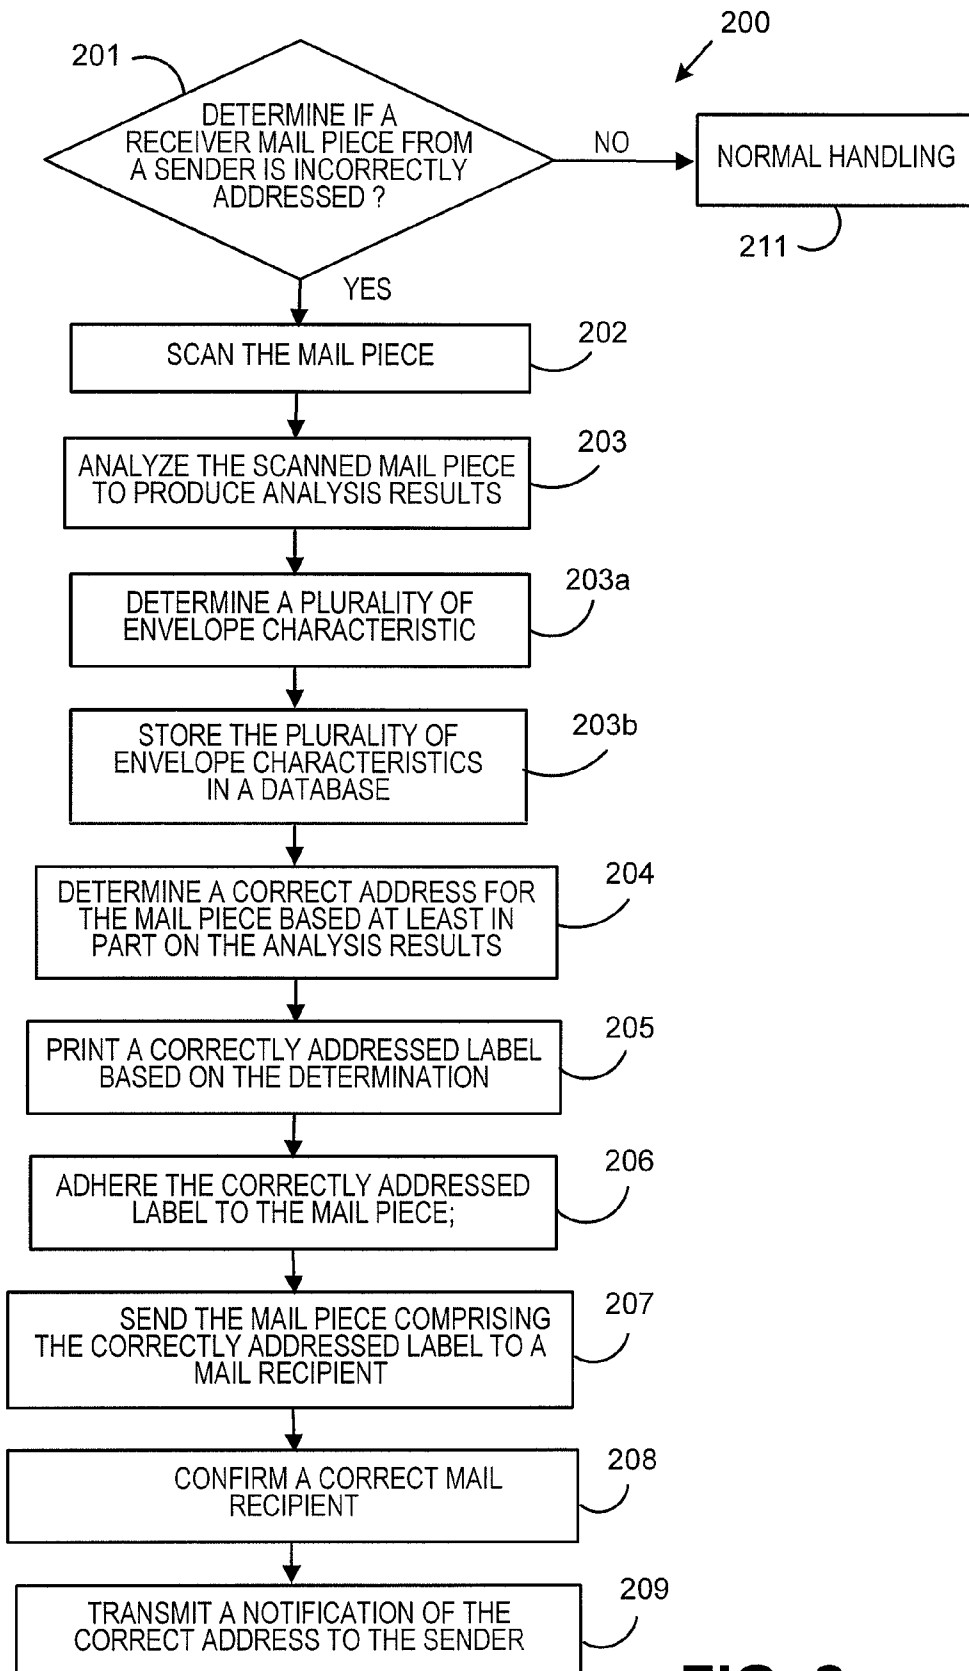 200
201
DETERMINE IF A
RECEIVER MAIL PIECE FROM
A SENDER IS INCORRECTLY
ADDRESSED ?
NO
NORMAL HANDLING
211
YES
202
SCAN THE MAIL PIECE
203
ANALYZE THE SCANNED MAIL PIECE
TO PRODUCE ANALYSIS RESULTS
203a
DETERMINE A PLURALITY OF
ENVELOPE CHARACTERISTIC
203b
STORE THE PLURALITY OF
ENVELOPE CHARACTERISTICS
IN A DATABASE
204
DETERMINE A CORRECT ADDRESS FOR
THE MAIL PIECE BASED AT LEAST IN
PART ON THE ANALYSIS RESULTS
205
PRINT A CORRECTLY ADDRESSED LABEL
BASED ON THE DETERMINATION
206
ADHERE THE CORRECTLY ADDRESSED
LABEL TO THE MAIL PIECE;
207
SEND THE MAIL PIECE COMPRISING
THE CORRECTLY ADDRESSED LABEL TO A
MAIL RECIPIENT
208
CONFIRM A CORRECT MAIL
RECIPIENT
209
TRANSMIT A NOTIFICATION OF THE
CORRECT ADDRESS TO THE SENDER